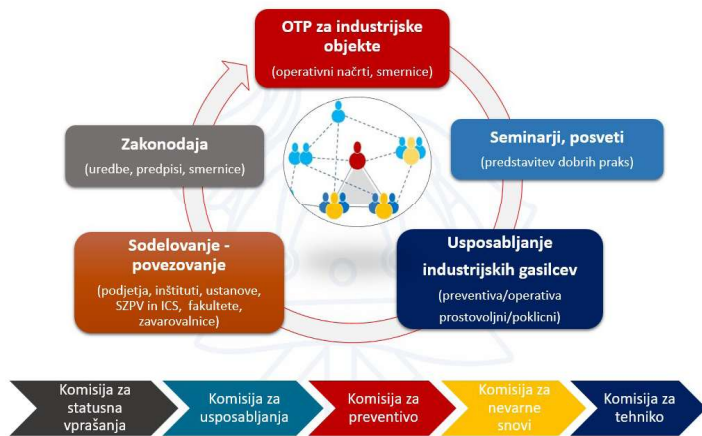 OTP za industrijske
objekte
(operativni načrti, smernice)
Zakonodaja
(uredbe, predpisi, smernice)
Seminarji, posveti
(predstavitev dobrih praks)
Sodelovanje -
povezovanje
(podjetja, inštituti, ustanove,
SZPV in ICS, fakultete,
zavarovalnice)
Usposabljanje
industrijskih gasilcev
(preventiva/operativa
prostovoljni/poklicni)
Komisija za
statusna
vprašanja
Komisija za
usposabljanja
Komisija za
preventivo
Komisija za
nevarne
snovi
Komisija za
tehniko